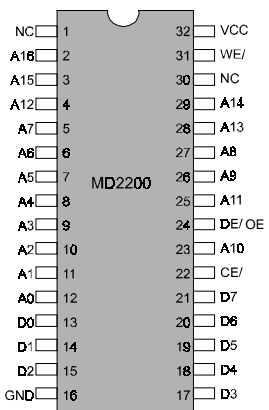 NC 1 32 VCC
A16 2 31 WE/
A15 3 30 NC
A12 4 29 A14
A7 5 28 A13
A6 6 27 A8
A5 7 26 A9
MD2200
A4 8 25 A11
A3 9 24 DE/ OE
A2 10 23 A10
A1 11 22 CE/
A0 12 21 D7
D0 13 20 D6
D1 14 19 D5
D2 15 18 D4
GND 16 17 D3